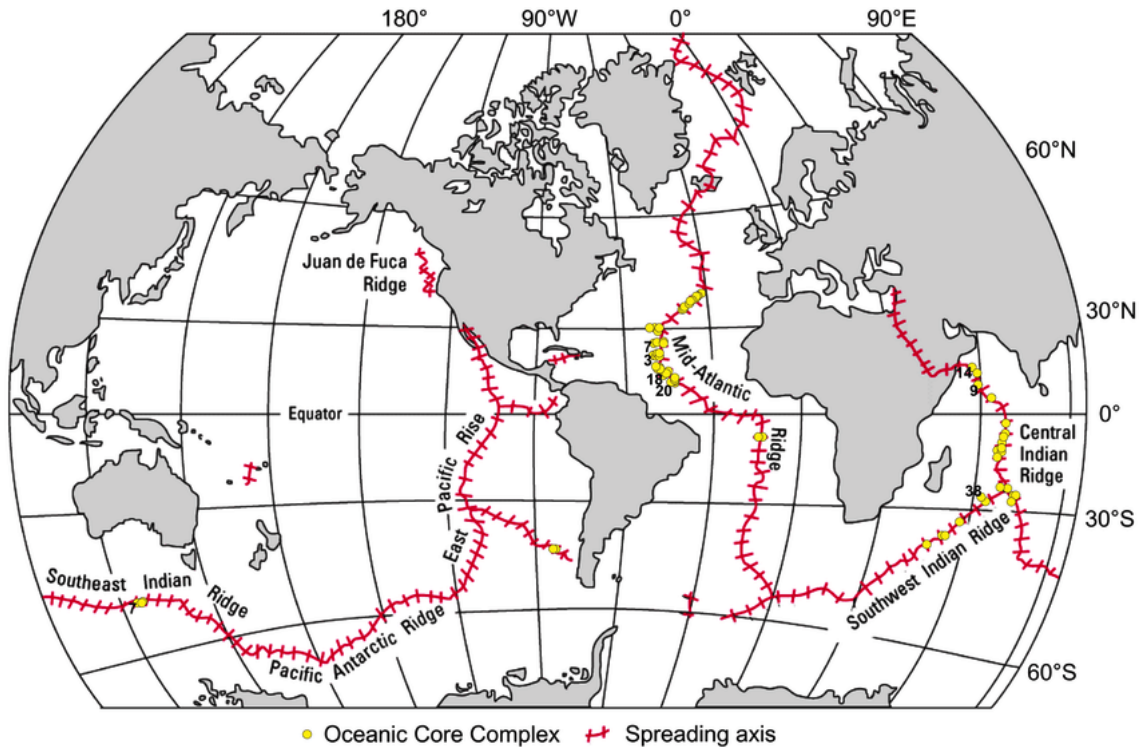 180°
90°W
0°
90°E
60°N
Juan de Fuca
Ridge
30°N
7
3
18
20
Mid-Atlantic
Ridge
14
9
Equator
0°
East Pacific Rise
Central
Indian
Ridge
38
30°S
Southeast Indian Ridge
7
Southwest Indian Ridge
Pacific Antarctic Ridge
60°S
Oceanic Core Complex
Spreading axis